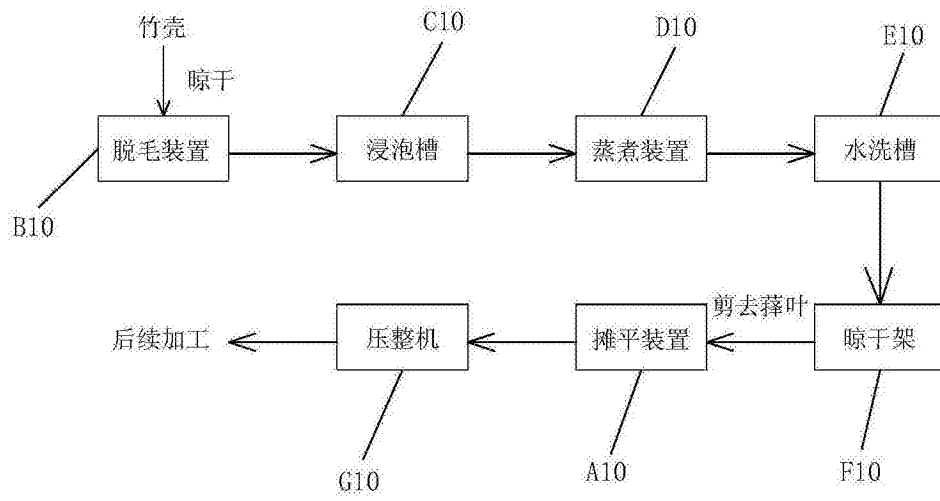 竹壳
晾干
C10
D10
E10
脱毛装置
浸泡槽
蒸煮装置
水洗槽
B10
剪去箨叶
后续加工
压整机
摊平装置
晾干架
G10
A10
F10